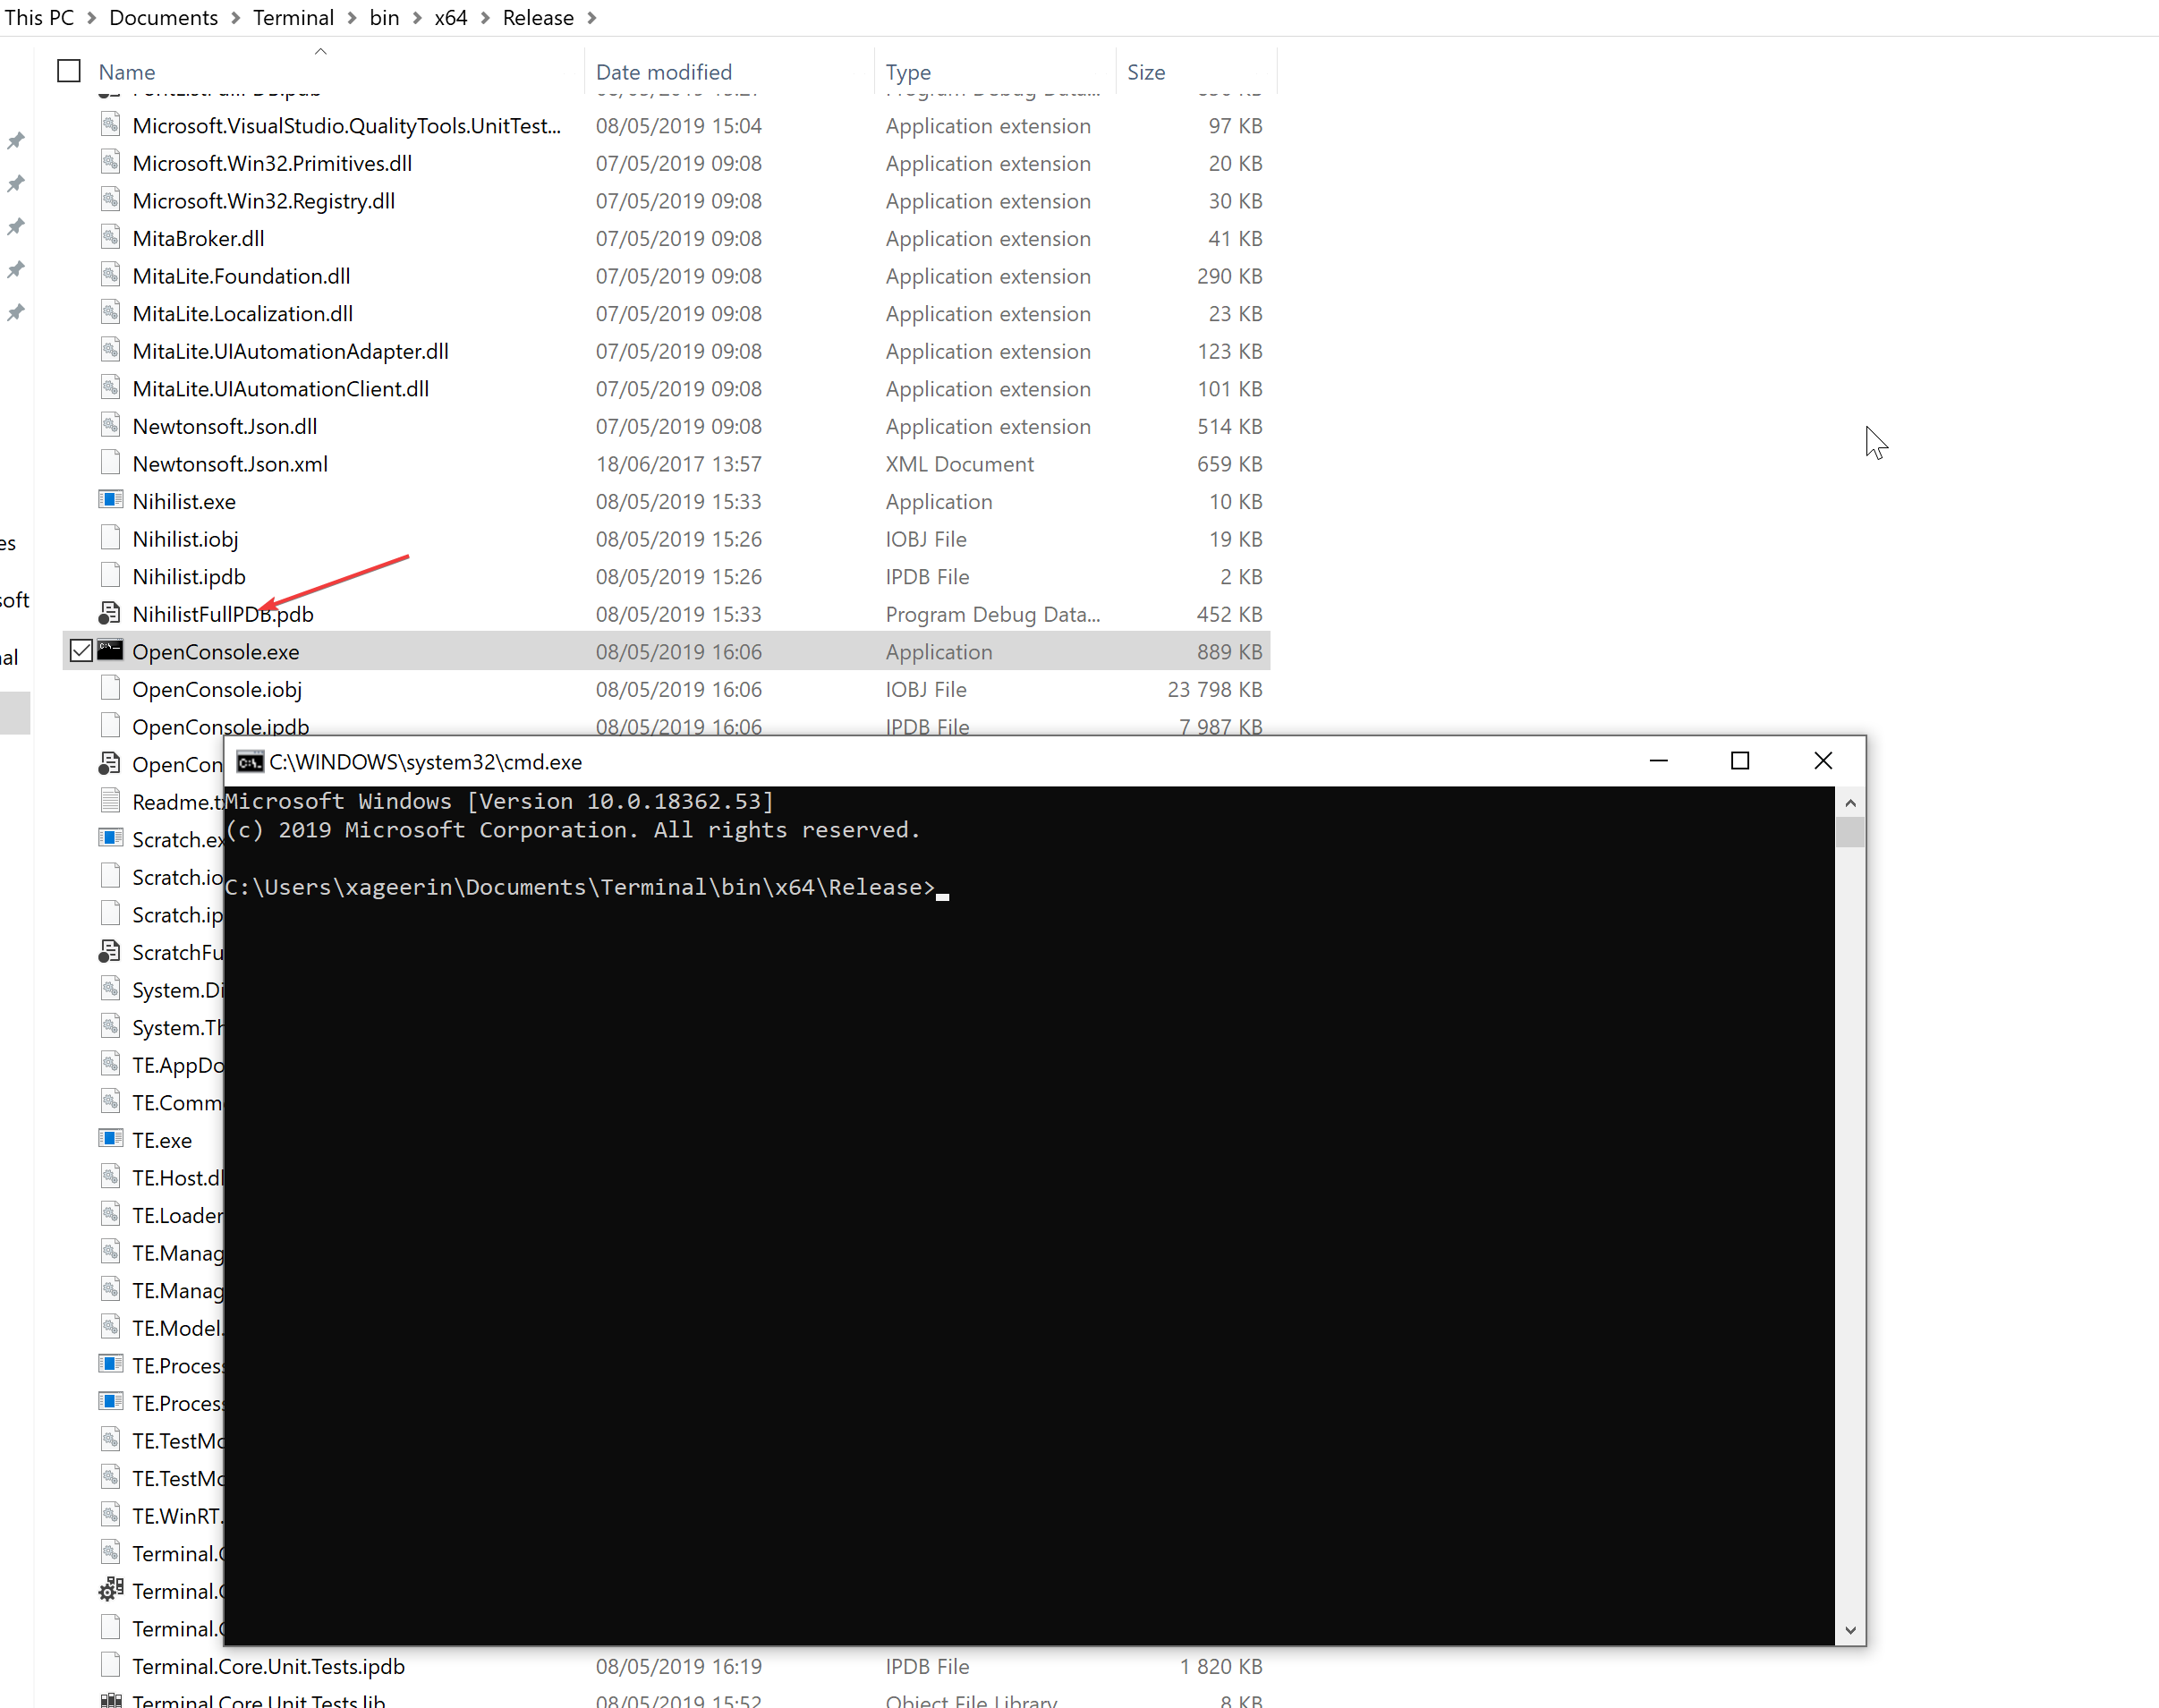 This PC > Documents > Terminal > bin > x64 > Release >
Name Date modified Type Size
Microsoft.VisualStudio.QualityTools.UnitTest... 08/05/2019 15:04 Application extension 97 KB
Microsoft.Win32.Primitives.dll 07/05/2019 09:08 Application extension 20 KB
Microsoft.Win32.Registry.dll 07/05/2019 09:08 Application extension 30 KB
MitaBroker.dll 07/05/2019 09:08 Application extension 41 KB
MitaLite.Foundation.dll 07/05/2019 09:08 Application extension 290 KB
MitaLite.Localization.dll 07/05/2019 09:08 Application extension 23 KB
MitaLite.UIAutomationAdapter.dll 07/05/2019 09:08 Application extension 123 KB
MitaLite.UIAutomationClient.dll 07/05/2019 09:08 Application extension 101 KB
Newtonsoft.Json.dll 07/05/2019 09:08 Application extension 514 KB
Newtonsoft.Json.xml 18/06/2017 13:57 XML Document 659 KB
Nihilist.exe 08/05/2019 15:33 Application 10 KB
es Nihilist.iobj 08/05/2019 15:26 IOBJ File 19 KB
Nihilist.ipdb 08/05/2019 15:26 IPDB File 2 KB
oft NihilistFullPDB.pdb 08/05/2019 15:33 Program Debug Data... 452 KB
al OpenConsole.exe 08/05/2019 16:06 Application 889 KB
OpenConsole.iobj 08/05/2019 16:06 IOBJ File 23 798 KB
OpenConsole.ipdb 08/05/2019 16:06 IPDB File 7 987 KB
OpenCon
Readme.t
Scratch.ex
Scratch.io
Scratch.ip
ScratchFu
System.Di
System.Th
TE.AppDo
TE.Comm
TE.exe
TE.Host.dl
TE.Loader
TE.Manag
TE.Manag
TE.Model.
TE.Process
TE.Process
TE.TestMo
TE.TestMo
TE.WinRT.
Terminal.C
Terminal.C
Terminal.C
Terminal.Core.Unit.Tests.ipdb 08/05/2019 16:19 IPDB File 1 820 KB
Terminal.Core.Unit.Tests.lib 08/05/2019 15:52 Object File Library 8 KB
C:\WINDOWS\system32\cmd.exe
Microsoft Windows [Version 10.0.18362.53]
(c) 2019 Microsoft Corporation. All rights reserved.
C:\Users\xageerin\Documents\Terminal\bin\x64\Release>